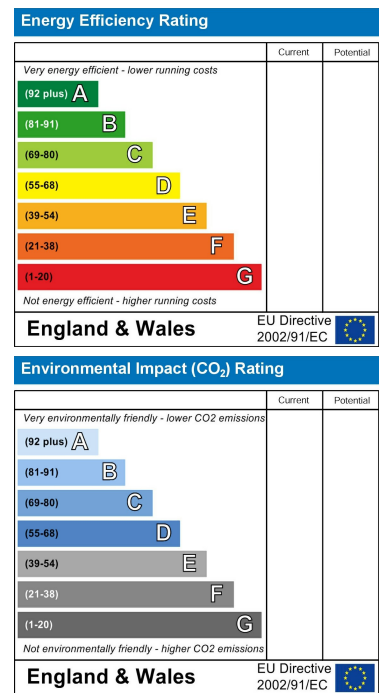 Energy Efficiency Rating
Current Potential
Very energy efficient - lower running costs
(92 plus) A
(81-91) B
(69-80) C
(55-68) D
(39-54) E
(21-38) F
(1-20) G
Not energy efficient - higher running costs
England & Wales
EU Directive
2002/91/EC
Environmental Impact (CO₂) Rating
Current Potential
Very environmentally friendly - lower CO2 emissions
(92 plus) A
(81-91) B
(69-80) C
(55-68) D
(39-54) E
(21-38) F
(1-20) G
Not environmentally friendly - higher CO2 emissions
England & Wales
EU Directive
2002/91/EC